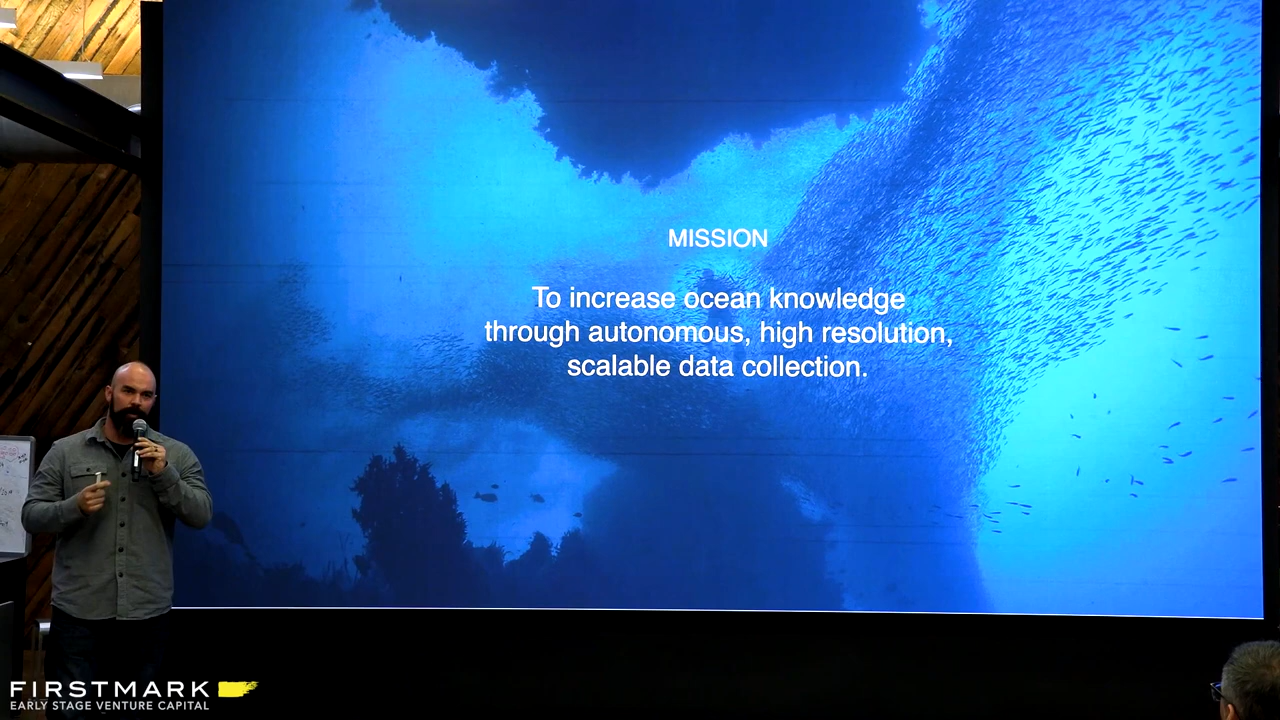 MISSION
To increase ocean knowledge
through autonomous, high resolution,
scalable data collection.
FIRSTMARK
EARLY STAGE VENTURE CAPITAL